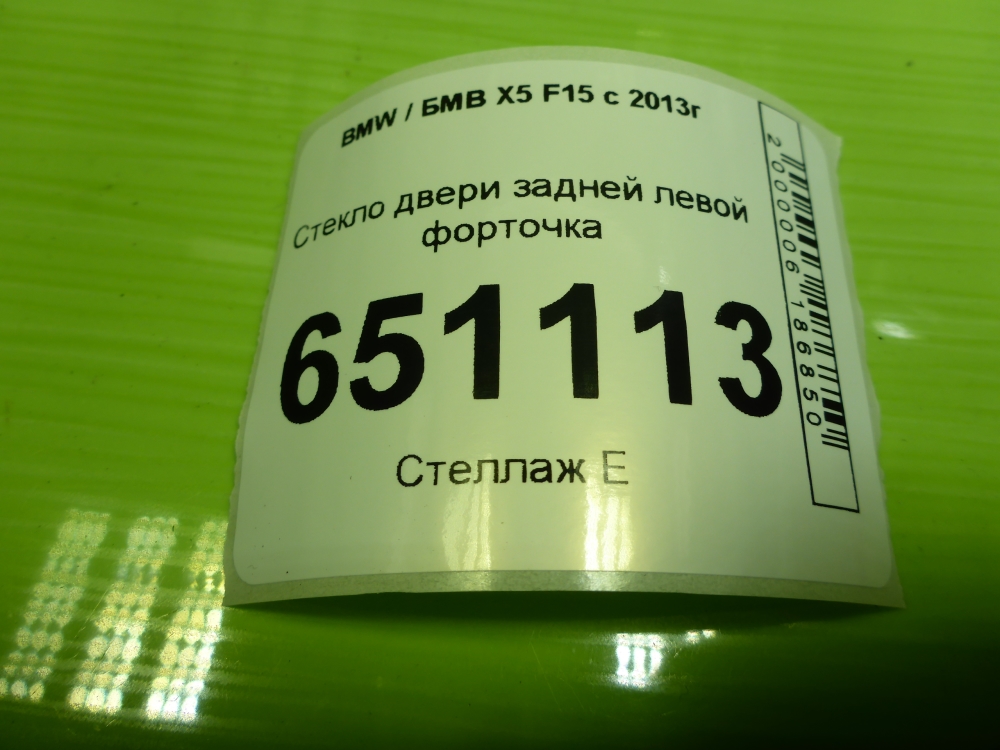 BMW / БМВ X5 F15 с 2013г
Стекло двери задней левой
форточка
651113
Стеллаж Е
2000006186850